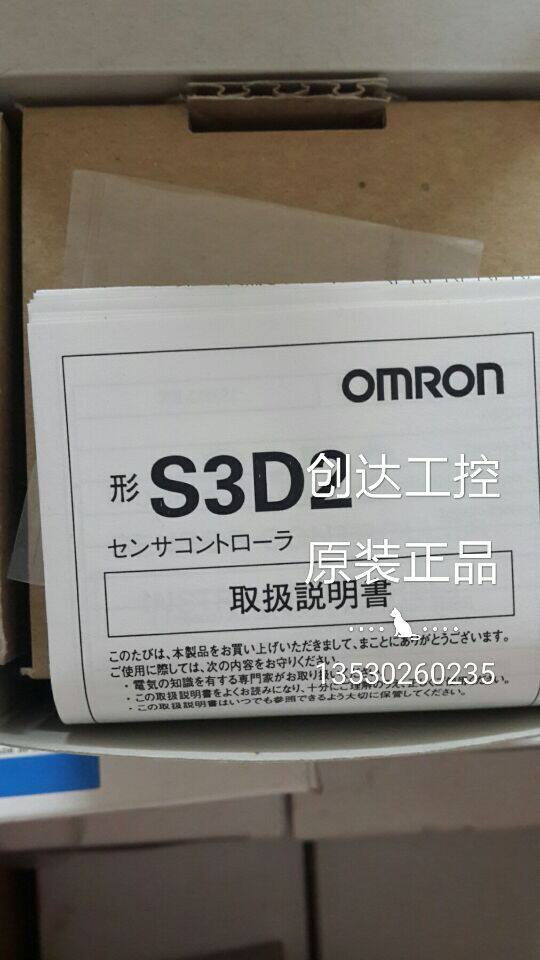 OMRON
形 S3D2
创达工控
センサコントローラ
原装正品
取扱説明書
このたびは、本製品をお買い上げいただきまして、まことにありがとうございます。
ご使用に際しては、次の内容をお守りください
13530260235
・電気の知識を有する専門家がお取り扱い
・この取扱説明書をよくお読みになり、十分にご理解のうえ
ださい。
・この取扱説明書はいつでも参照できるよう大切に保管してください。